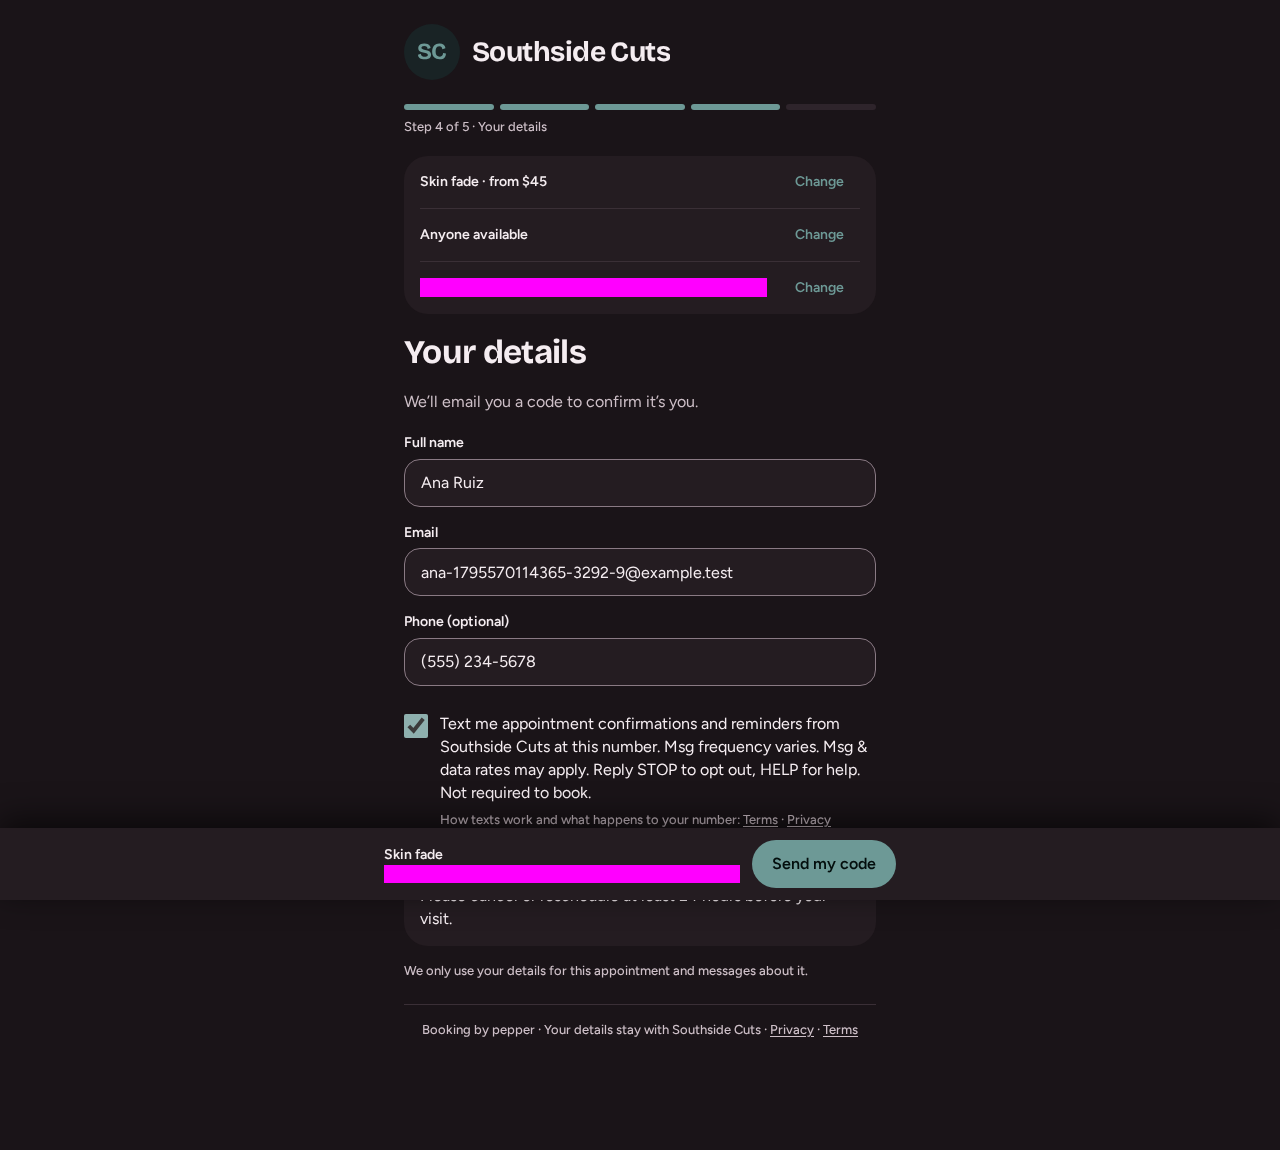 SC
Southside Cuts
Step 4 of 5 · Your details
Skin fade · from $45
Change
Anyone available
Change
Change
Your details
We’ll email you a code to confirm it’s you.
Full name
Ana Ruiz
Email
ana-1795570114365-3292-9@example.test
Phone (optional)
(555) 234-5678
Text me appointment confirmations and reminders from
Southside Cuts at this number. Msg frequency varies. Msg &
data rates may apply. Reply STOP to opt out, HELP for help.
Not required to book.
How texts work and what happens to your number: Terms · Privacy
Skin fade
Send my code
visit.
We only use your details for this appointment and messages about it.
Booking by pepper · Your details stay with Southside Cuts · Privacy · Terms